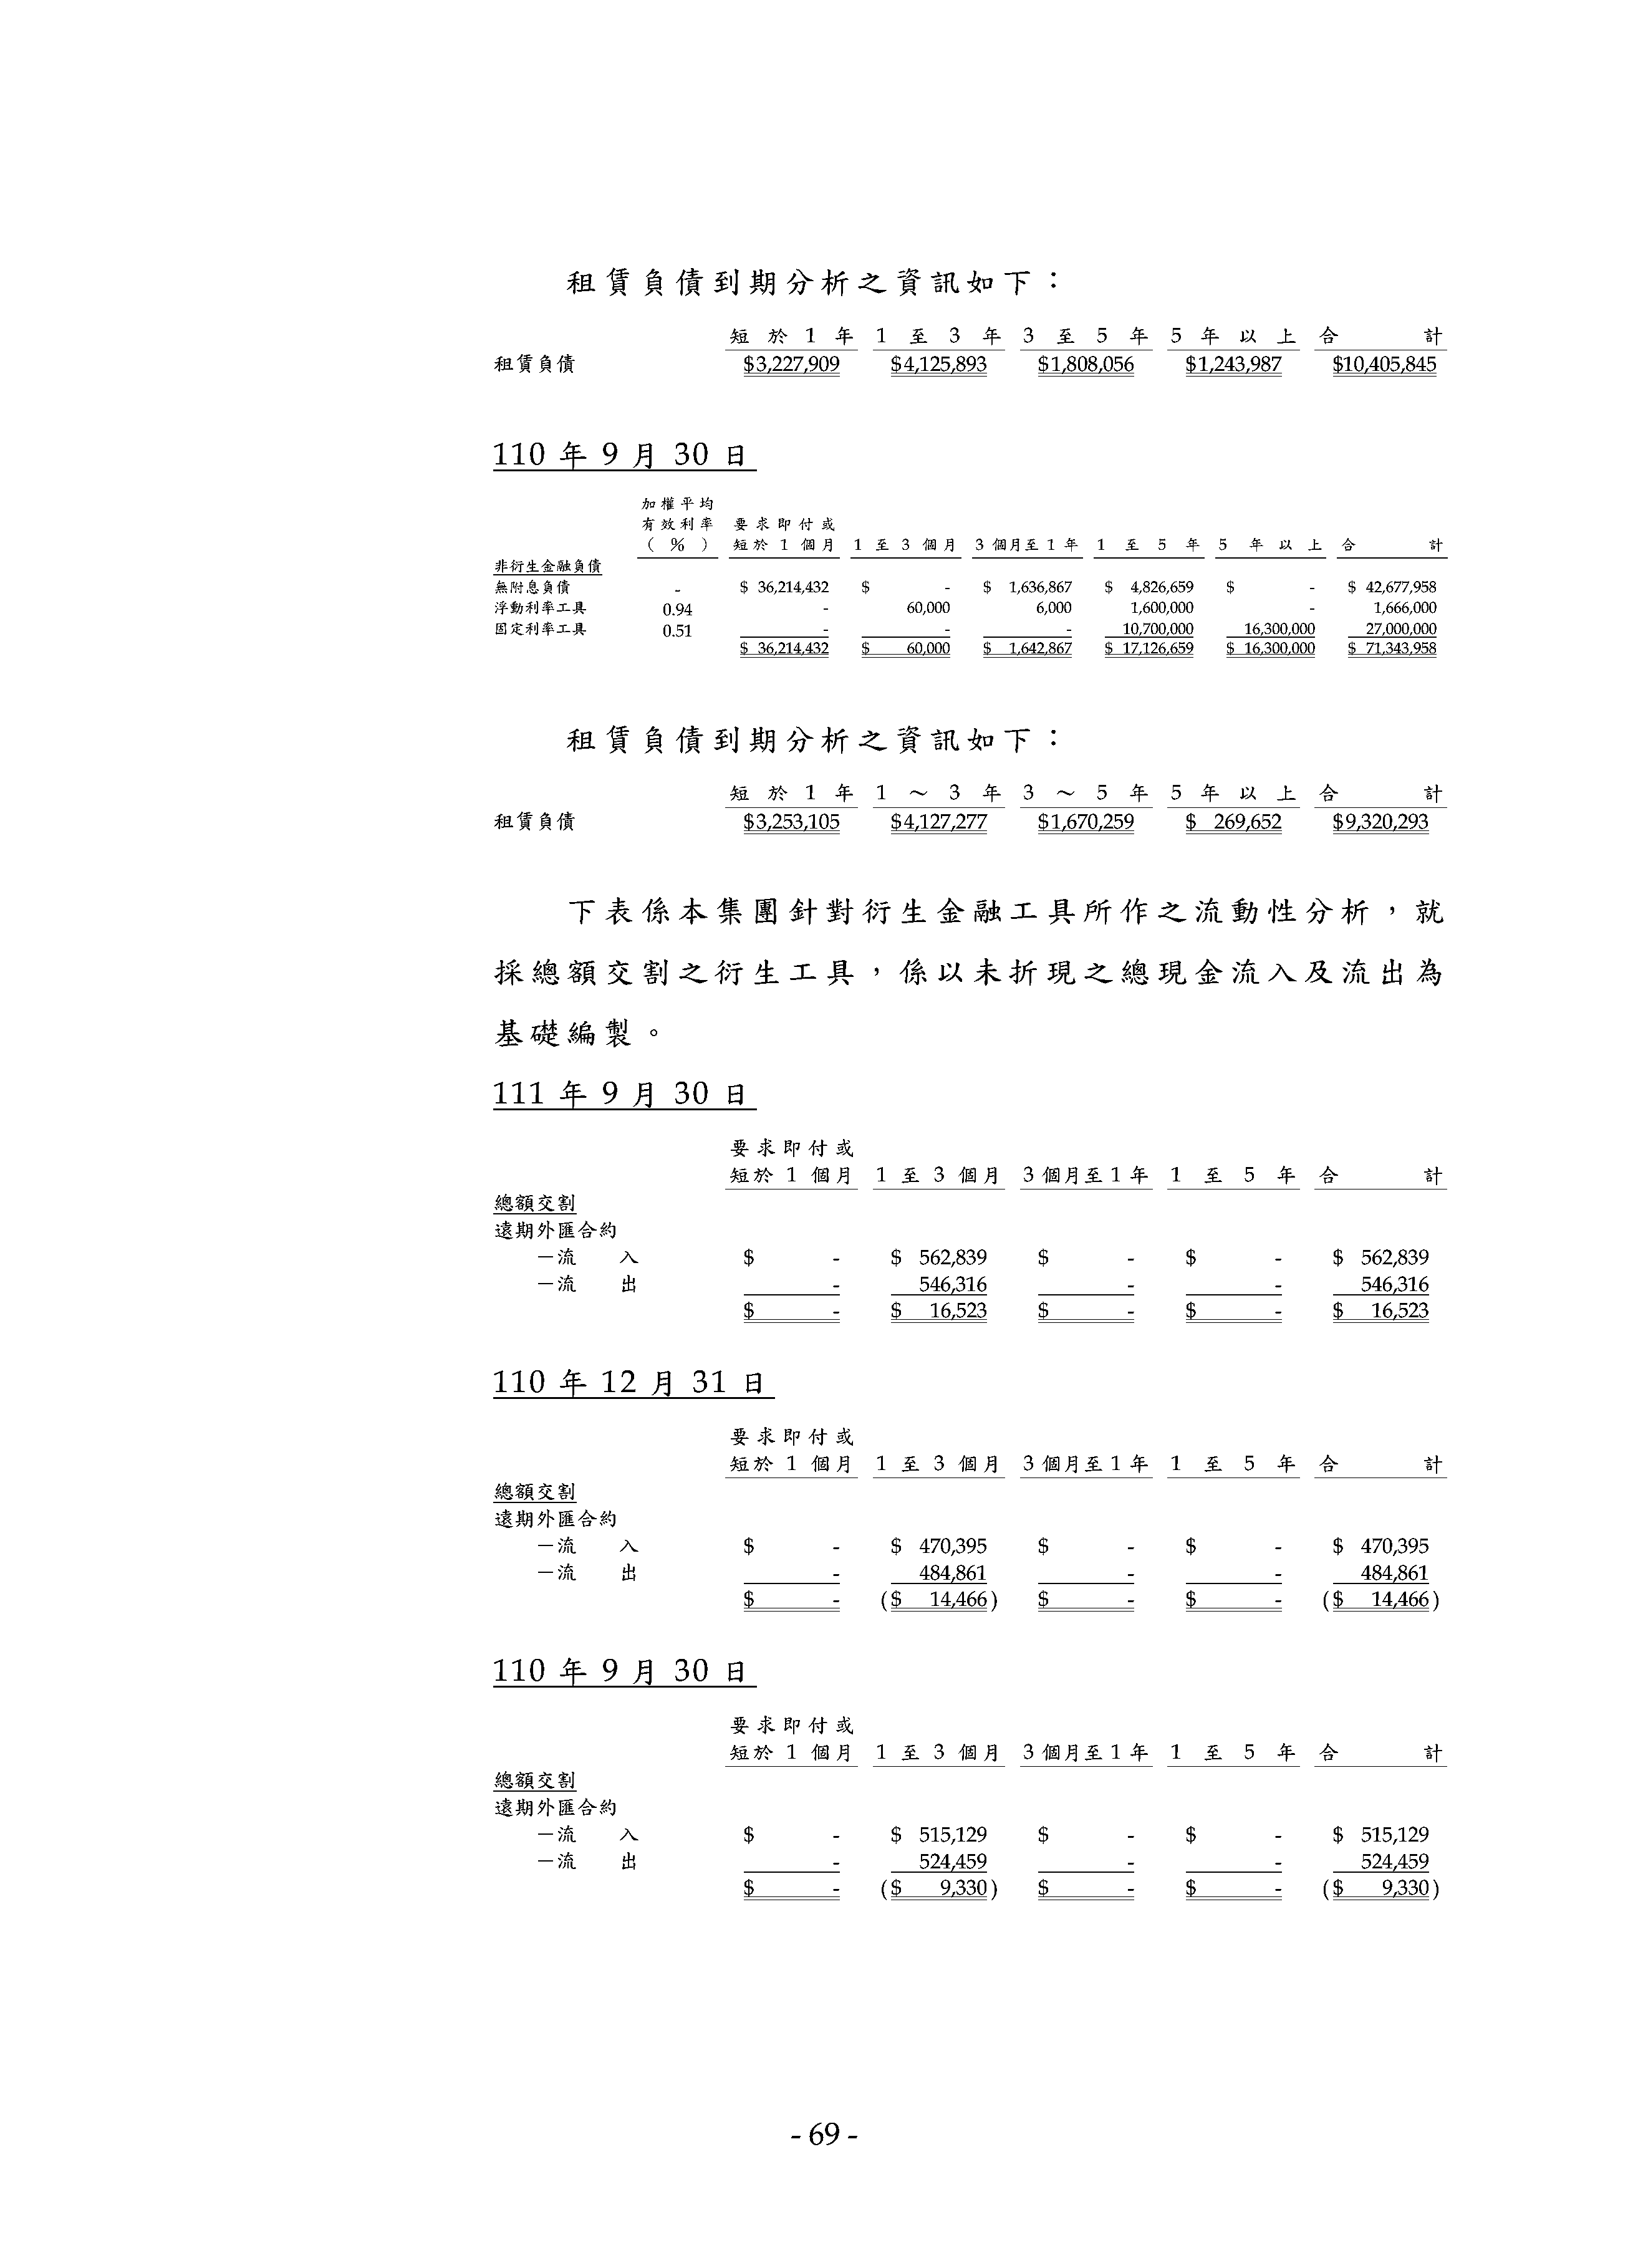 租賃負債到期分析之資訊如下：
短於1年 1至3年 3至5年 5年以上 合計
租賃負債 $3,227,909 $4,125,893 $1,808,056 $1,243,987 $10,405,845
110 年 9 月 30 日
加權平均
有效利率 要求即付或
（％） 短於1個月 1至3個月 3個月至1年 1至5年 5年以上 合計
非衍生金融負債
無附息負債 - $ 36,214,432 $ - $ 1,636,867 $ 4,826,659 $ - $ 42,677,958
浮動利率工具 0.94 - 60,000 6,000 1,600,000 - 1,666,000
固定利率工具 0.51 - - - 10,700,000 16,300,000 27,000,000
$ 36,214,432 $ 60,000 $ 1,642,867 $ 17,126,659 $ 16,300,000 $ 71,343,958
租賃負債到期分析之資訊如下：
短於1年 1～3年 3～5年 5年以上 合計
租賃負債 $3,253,105 $4,127,277 $1,670,259 $ 269,652 $9,320,293
下表係本集團針對衍生金融工具所作之流動性分析，就
採總額交割之衍生工具，係以未折現之總現金流入及流出為
基礎編製。
111 年 9 月 30 日
要求即付或
短於1個月 1至3個月 3個月至1年 1至5年 合計
總額交割
遠期外匯合約
－流入 $ - $ 562,839 $ - $ - $ 562,839
－流出 - 546,316 - - 546,316
$ - $ 16,523 $ - $ - $ 16,523
110 年 12 月 31 日
要求即付或
短於1個月 1至3個月 3個月至1年 1至5年 合計
總額交割
遠期外匯合約
－流入 $ - $ 470,395 $ - $ - $ 470,395
－流出 - 484,861 - - 484,861
$ - ($ 14,466) $ - $ - ($ 14,466)
110 年 9 月 30 日
要求即付或
短於1個月 1至3個月 3個月至1年 1至5年 合計
總額交割
遠期外匯合約
－流入 $ - $ 515,129 $ - $ - $ 515,129
－流出 - 524,459 - - 524,459
$ - ($ 9,330) $ - $ - ($ 9,330)
- 69 -